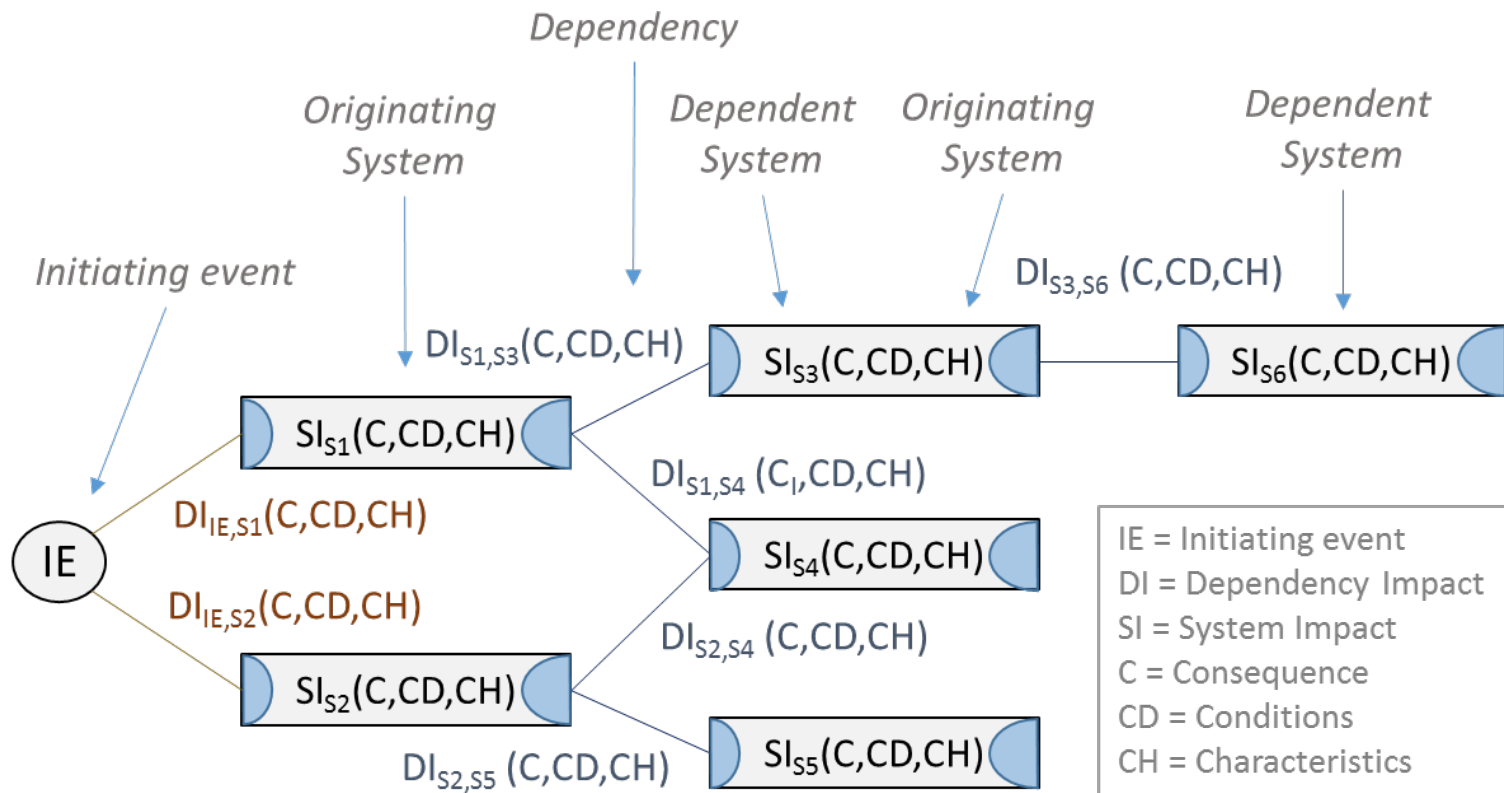 Dependency
Originating
System
Dependent
System
Originating
System
Dependent
System
Initiating event
DI_S3,S6 (C,CD,CH)
DI_S1,S3(C,CD,CH)
SI_S3(C,CD,CH)
SI_S6(C,CD,CH)
SI_S1(C,CD,CH)
DI_S1,S4 (C_I,CD,CH)
DI_IE,S1(C,CD,CH)
IE
SI_S4(C,CD,CH)
DI_IE,S2(C,CD,CH)
DI_S2,S4 (C,CD,CH)
SI_S2(C,CD,CH)
DI_S2,S5 (C,CD,CH)
SI_S5(C,CD,CH)
IE = Initiating event
DI = Dependency Impact
SI = System Impact
C = Consequence
CD = Conditions
CH = Characteristics